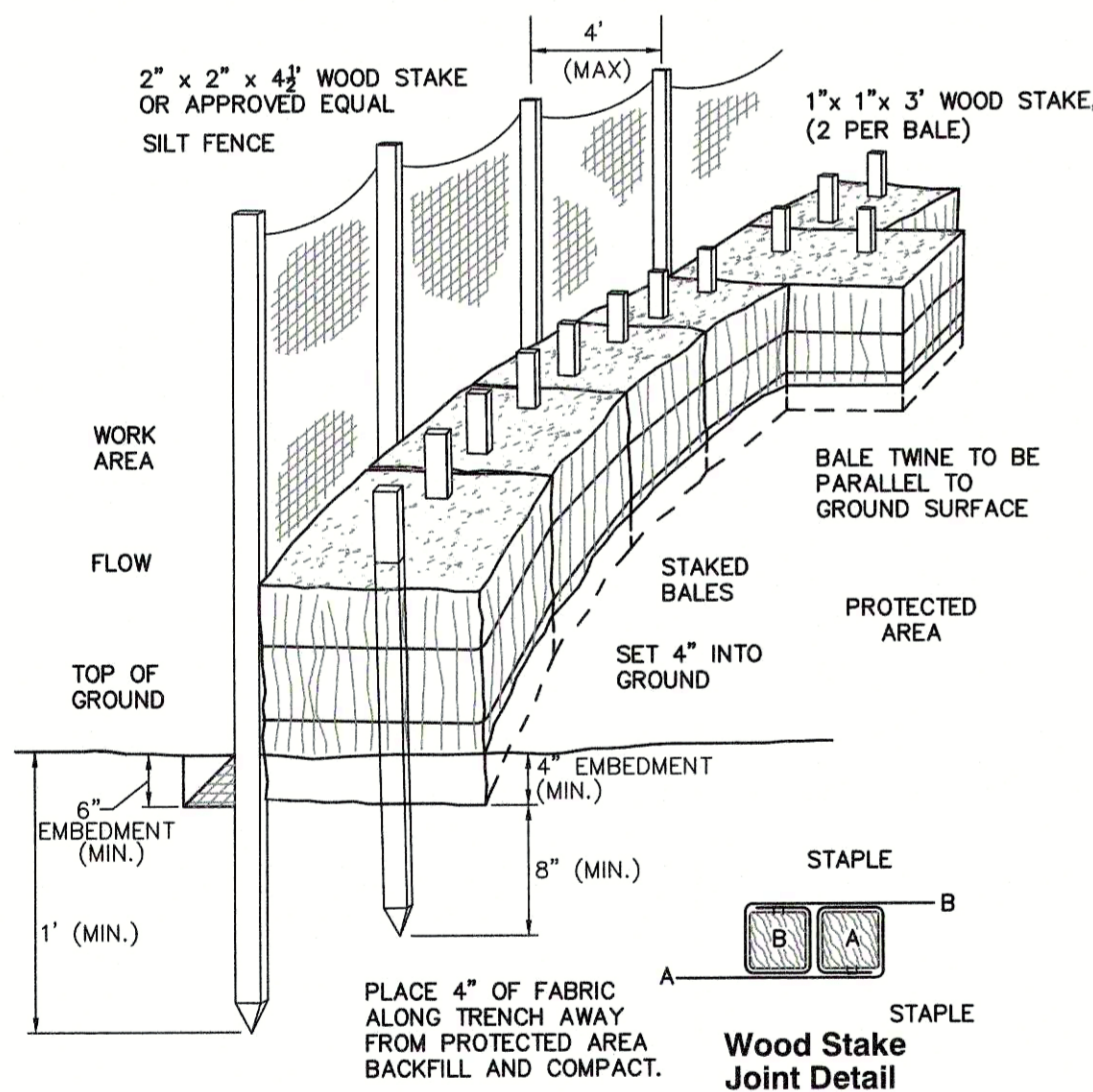 4'
(MAX)
2" x 2" x 4½' WOOD STAKE
OR APPROVED EQUAL
SILT FENCE
1"x 1"x 3' WOOD STAKE,
(2 PER BALE)
WORK
AREA
FLOW
TOP OF
GROUND
BALE TWINE TO BE
PARALLEL TO
GROUND SURFACE
STAKED
BALES
PROTECTED
AREA
SET 4" INTO
GROUND
6"
EMBEDMENT
(MIN.)
4" EMBEDMENT
(MIN.)
8" (MIN.)
1' (MIN.)
PLACE 4" OF FABRIC
ALONG TRENCH AWAY
FROM PROTECTED AREA
BACKFILL AND COMPACT.
STAPLE
B
B
A
A
STAPLE
Wood Stake
Joint Detail